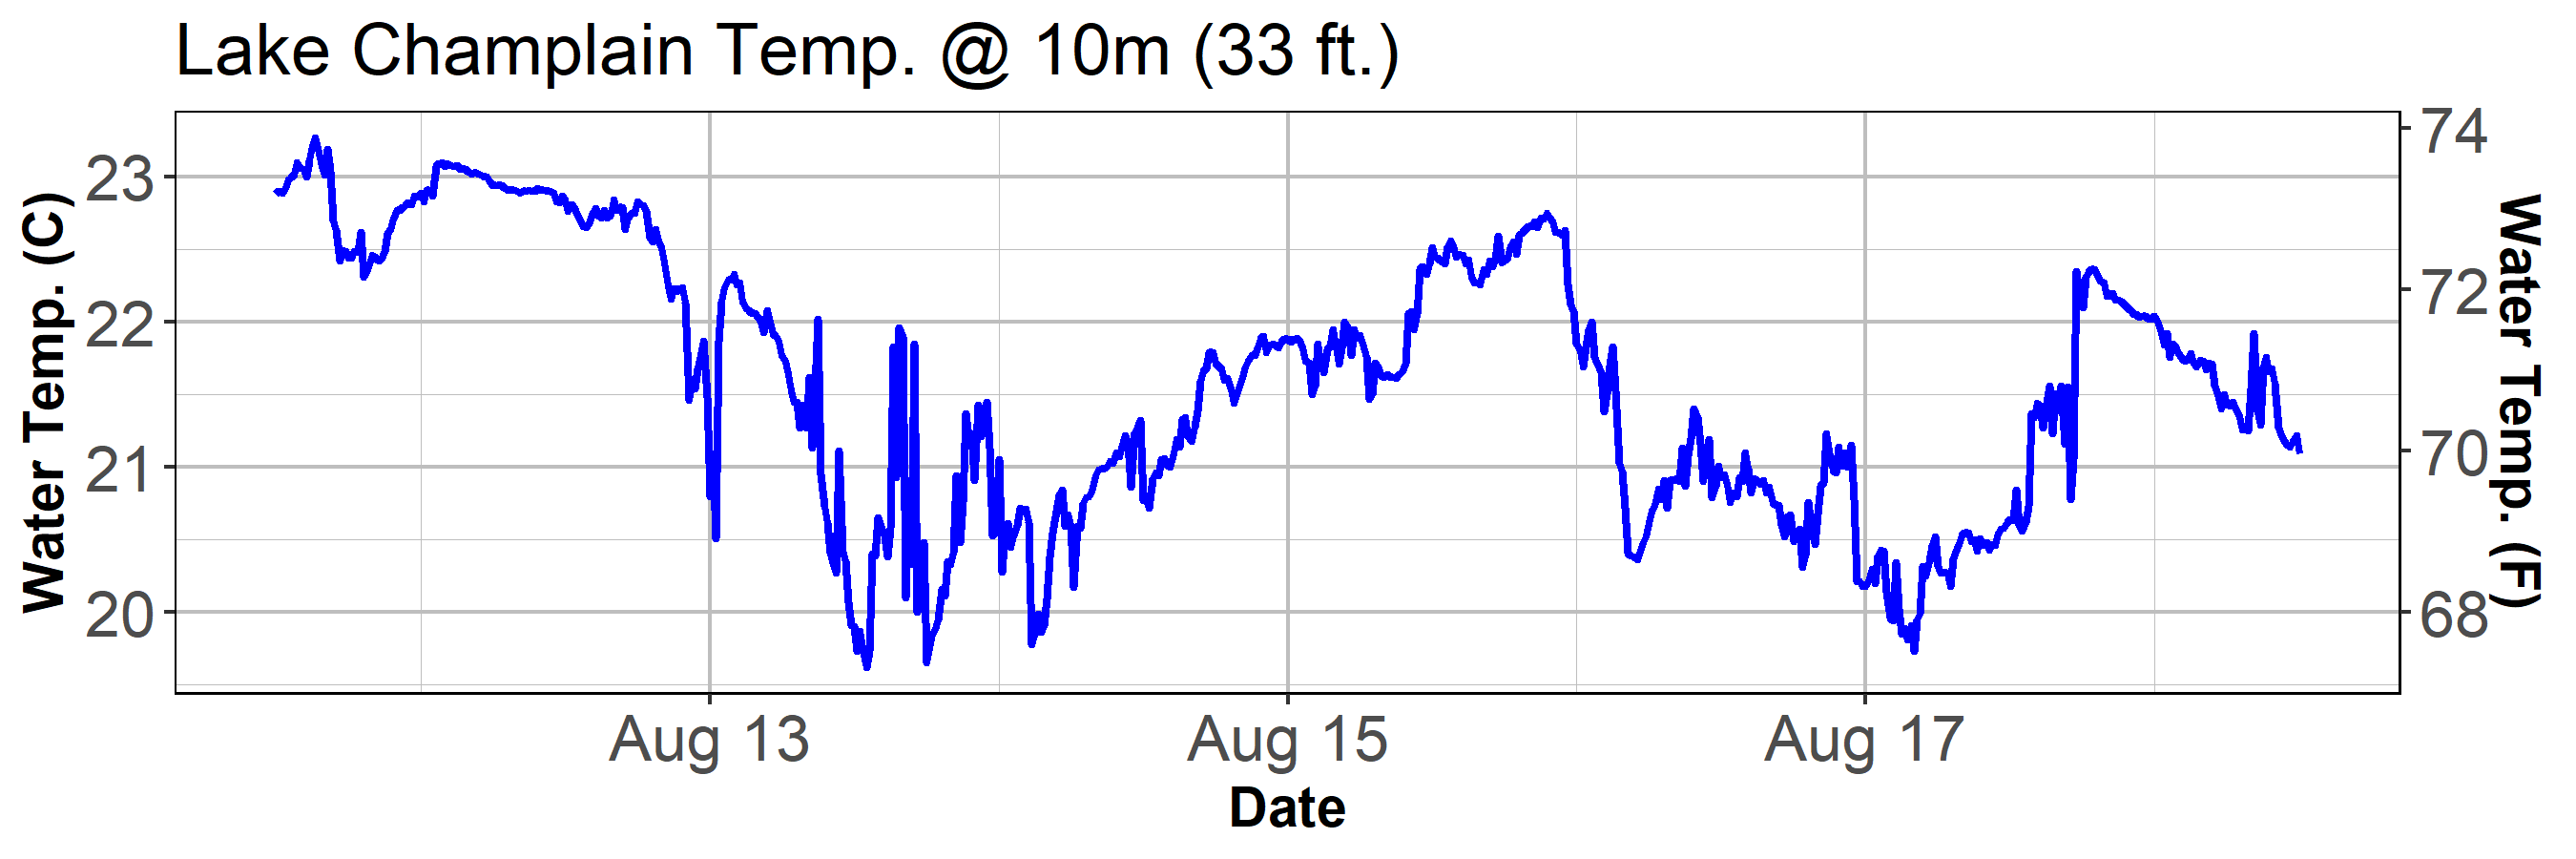 Lake Champlain Temp. @ 10m (33 ft.)
Water Temp. (C)
23
22
21
20
74
72
70
68
Water Temp. (F)
Aug 13
Aug 15
Aug 17
Date